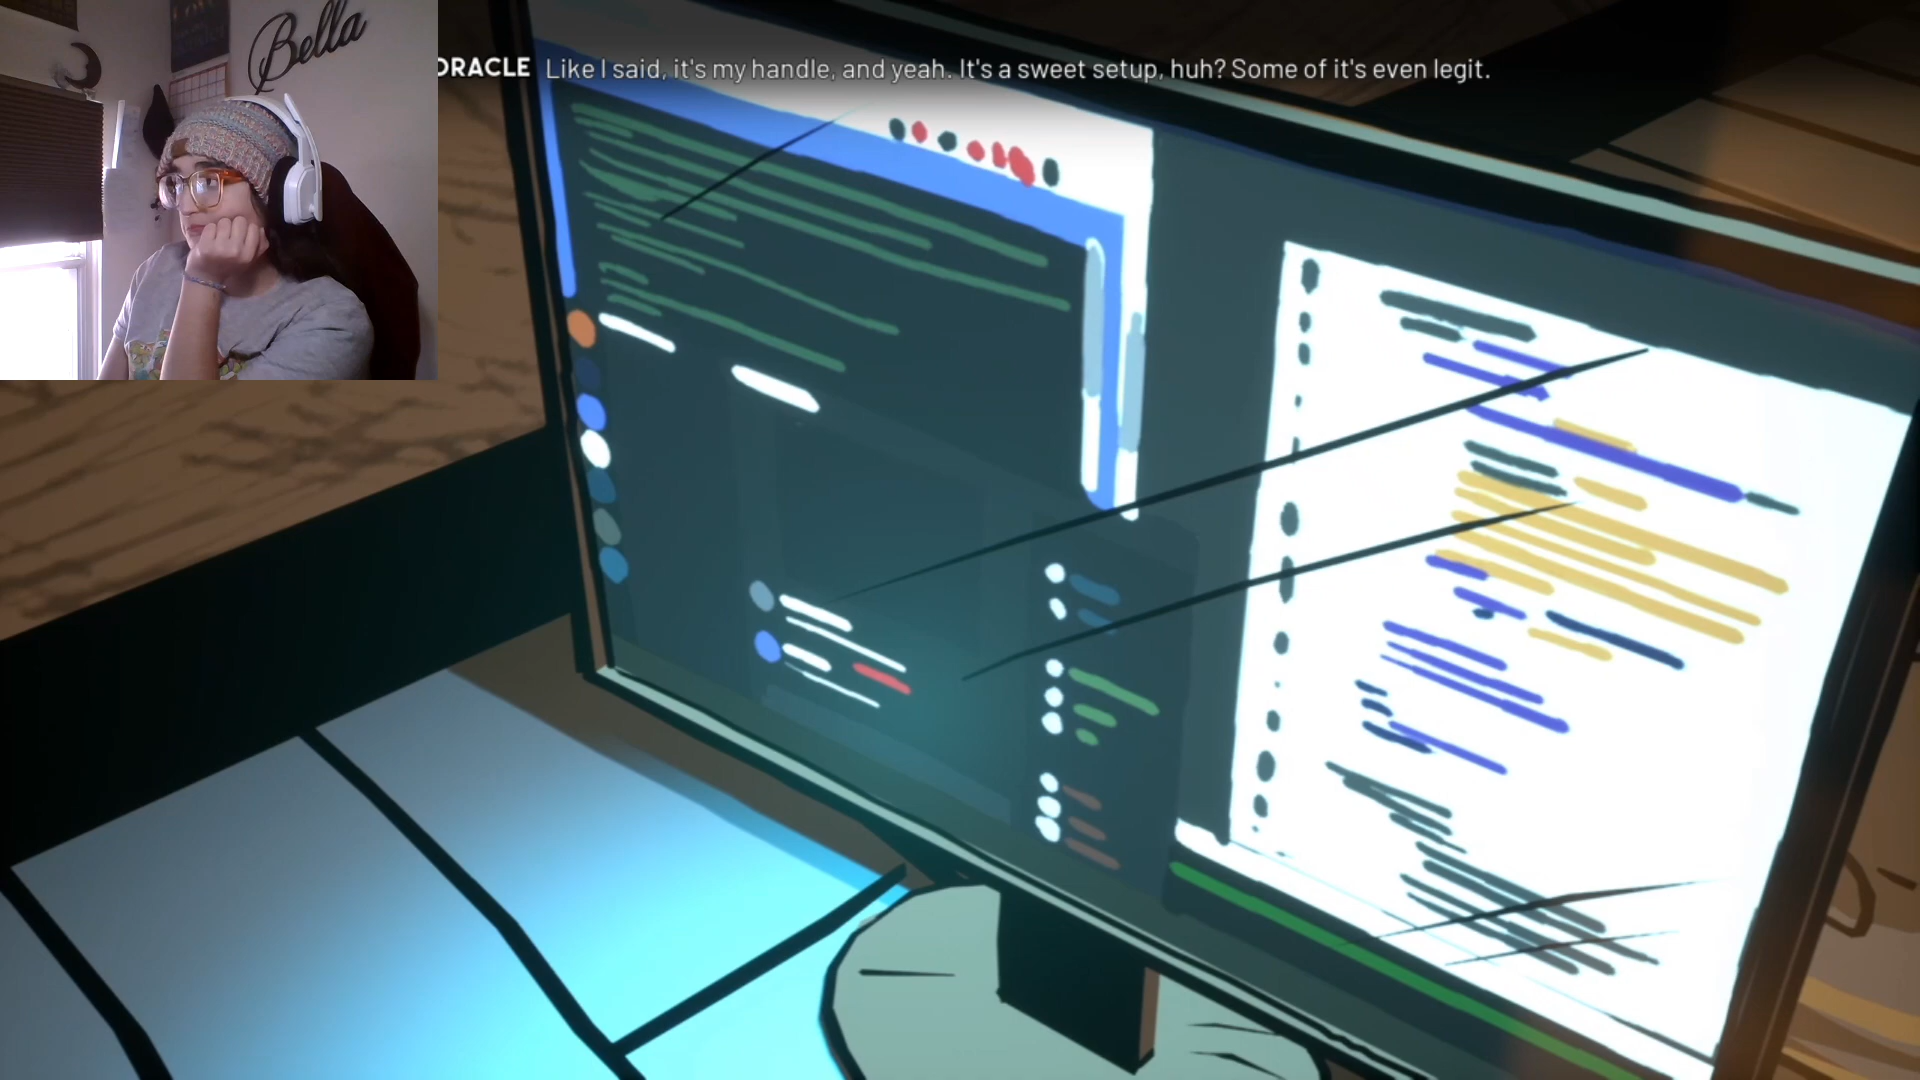 Bella
ORACLE Like I said, it's my handle, and yeah. It's a sweet setup, huh? Some of it's even legit.